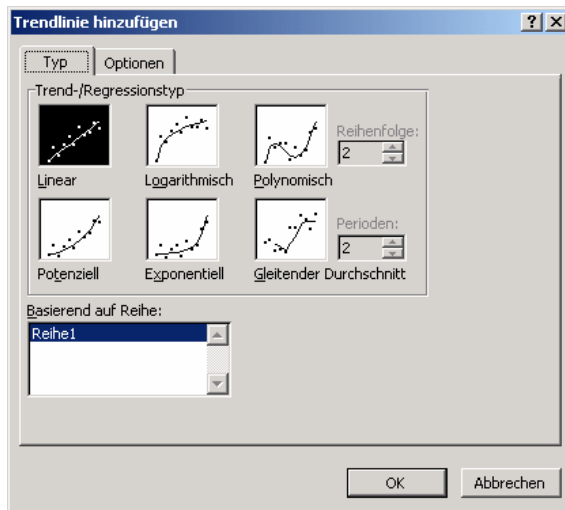 Trendlinie hinzufügen
Typ
Optionen
Trend-/Regressionstyp
Linear
Logarithmisch
Polynomisch
Reihenfolge:
2
Potenziell
Exponentiell
Gleitender Durchschnitt
Perioden:
2
Basierend auf Reihe:
Reihe1
OK
Abbrechen